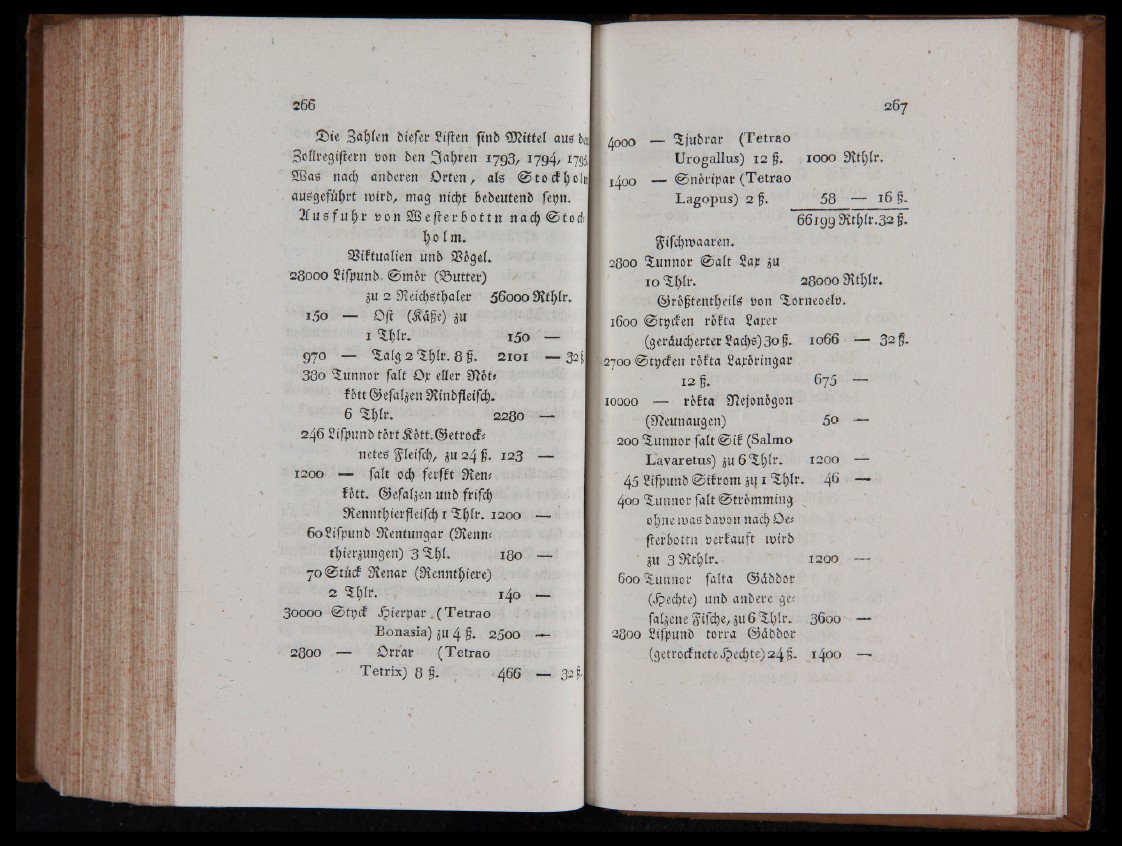 266
Die Zahlen dieser Listen sind Mittel aus den
Zollregistern von den Jahren 1793, 1794, 1795.
Was nach anderen Orten, als Stockholm
ausgeführt wird, mag nicht bedeutend seyn.
Ausfuhr von Westerbottn nach Stock-
holm.
Viktualien und Vögel.
28000 Lispund. Smör (Butter)
zu 2 Reichsthaler 56000 Rthlr.
150 — Ost (Käße) zu
1 Thlr. 150 —
970 — Talg 2 Thlr. 8 ß. 2101 — 32 ß.
380 Tunnor salt Ox eller Nöt-
kött Gesalzen Rindfleisch.
6 Thlr. 2280 —
246 Lispund tört Kött. Getrock-
netes Fleisch, zu 24 ß. 123 —
1200 — salt och ferskt Ren-
kött. Gesalzen und frisch
Rennthierfleisch 1 Thlr. 1200 —
60 Lispund Rentungar (Renn-
thierzungen) 3 Thl. 180 —
70 Stück Renar (Rennthiere)
2 Thlr. 140 —
30000 Styck Hierpar (Tetrao
Bonasia) zu 4 ß. 2500 —
2800 — Orrar (Tetrao
Tetrix) 8 ß. 466 — 32 ß.
267
4000 — Tjudrar (Tetrao
Urogallus) 12 ß. 1000 Rthlr.
1400 — Snöripar (Tetrao
Lagopus) 2 ß. 58 — 16 ß.
66199 Rthlr. 32 ß.
Fischwaaren.
2800 Tunnor Salt Lax zu
10 Thlr. 28000 Rthlr.
Größtentheils von Torneoelv.
1600 Stycken rökta Laxer
(geräucherter Lachs) 30 ß. 1066 — 32 ß.
2700 Stycken rökta Laxöringar
12 ß. 675 —
10000 — rökta Nejonögon
(Neunaugen) 50 —
200 Tunnor salt Sik (Salmo
Lavaretus) zu 6 Thlr. 1200 —
45 Lispund Sikrom zu 1 Thlr. 46 —
400 Tunnor salt Strömming
ohne was davon nach Oe-
sterbottn verkauft wird
zu 3 Rthlr. 1200 —
600 Tunnor salta Gäddor
(Hechte) und andere ge-
salzene Fische, zu 6 Thlr. 3600 —
2800 Lispund torra Gäddor
(getrocknete Hechte) 24 ß. 1400 —